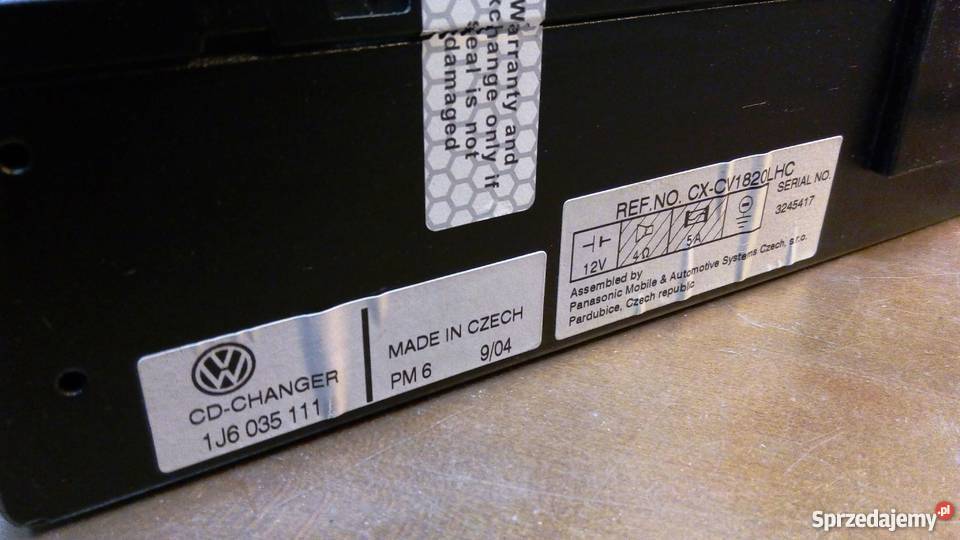 Warranty and
xchange only if
seal is not
damaged
REF.NO. CX-CV1820LHC
SERIAL NO.
3245417
12V
4Ω
5A
Assembled by
Panasonic Mobile & Automotive Systems Czech, s.r.o.
Pardubice, Czech republic
VW
CD-CHANGER
1J6 035 111
MADE IN CZECH
PM 6 9/04
Sprzedajemy.pl